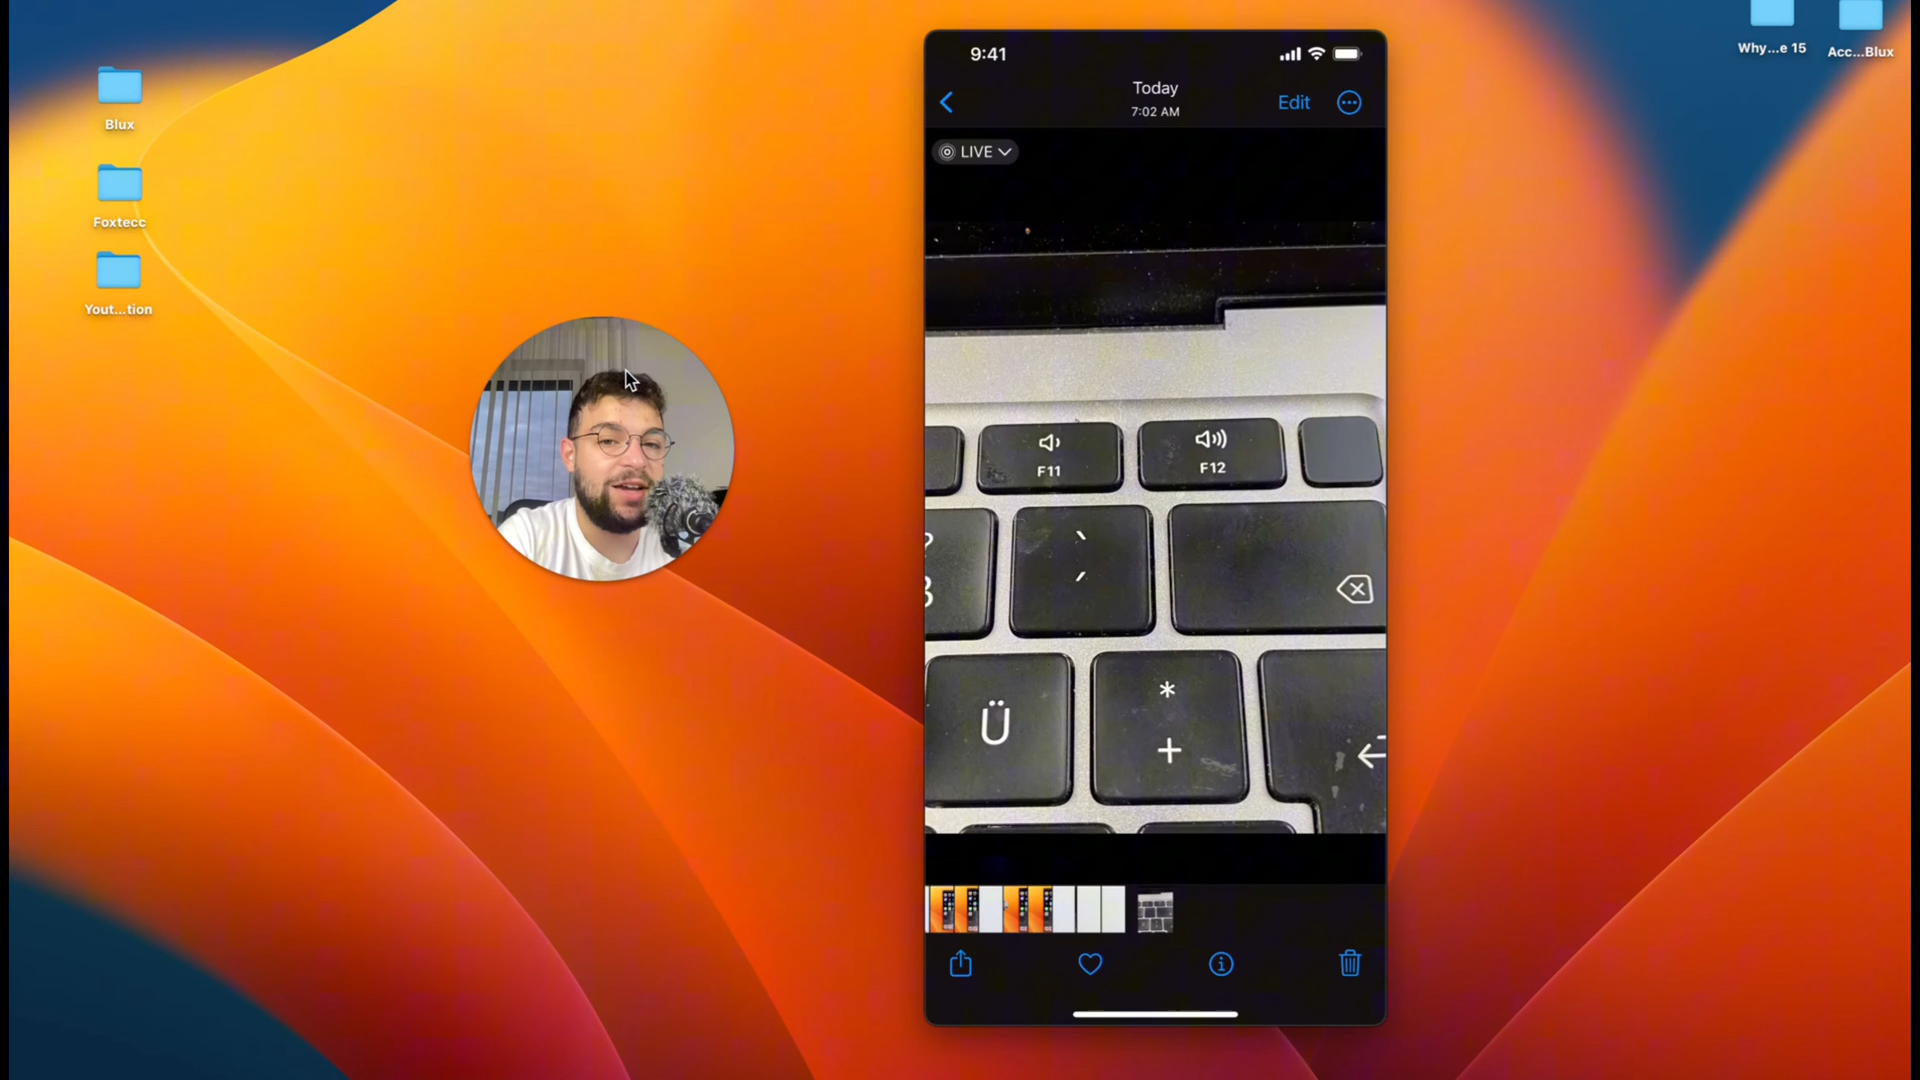 Why...e 15
Acc...Blux
Blux
Foxtecc
Yout...tion
9:41
Today
7:02 AM
Edit
LIVE
F11
F12
`
´
Ü
*
+